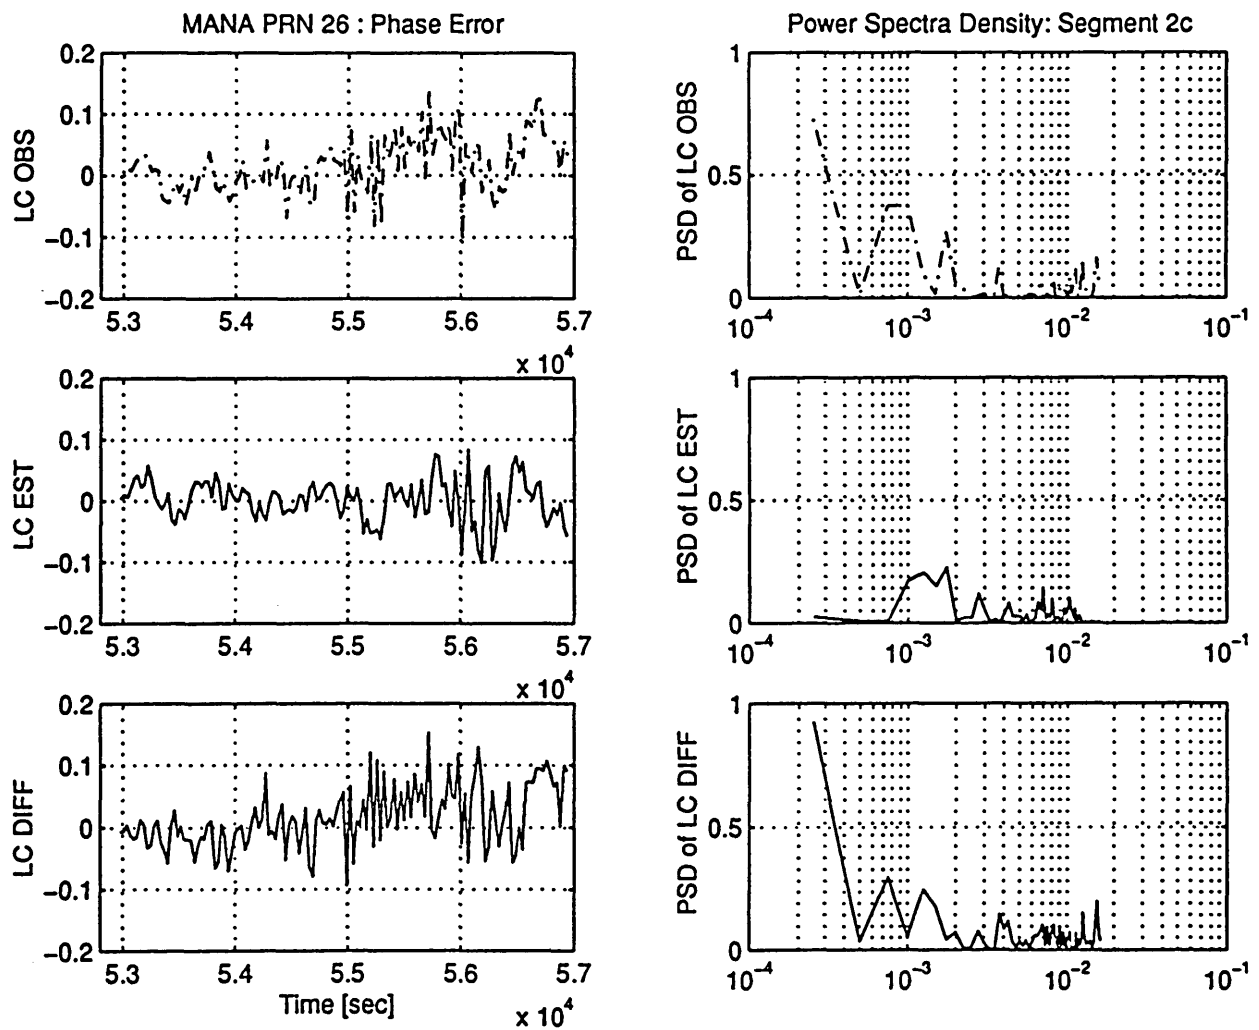 MANA PRN 26 : Phase Error
LC OBS
0.2
0.1
0
−0.1
−0.2
5.3 5.4 5.5 5.6 5.7
x 10^4
Power Spectra Density: Segment 2c
PSD of LC OBS
1
0.5
0
10^-4 10^-3 10^-2 10^-1
LC EST
0.2
0.1
0
−0.1
−0.2
5.3 5.4 5.5 5.6 5.7
x 10^4
PSD of LC EST
1
0.5
0
10^-4 10^-3 10^-2 10^-1
LC DIFF
0.2
0.1
0
−0.1
−0.2
5.3 5.4 5.5 5.6 5.7
Time [sec]
x 10^4
PSD of LC DIFF
1
0.5
0
10^-4 10^-3 10^-2 10^-1